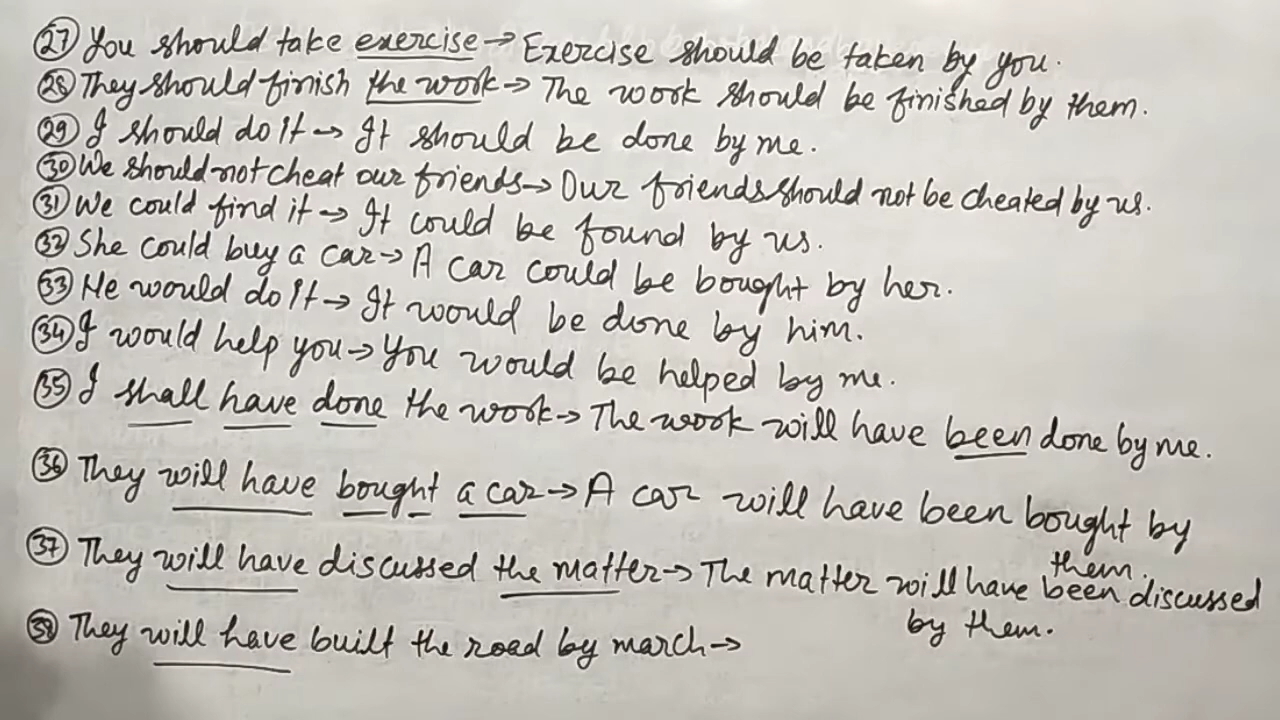 27 You should take exercise → Exercise should be taken by you.
28 They should finish the work → The work should be finished by them.
29 I should do it → It should be done by me.
30 We should not cheat our friends → Our friends should not be cheated by us.
31 We could find it → It could be found by us.
32 She could buy a car → A car could be bought by her.
33 He would do it → It would be done by him.
34 I would help you → You would be helped by me.
35 I shall have done the work → The work will have been done by me.
36 They will have bought a car → A car will have been bought by
them.
37 They will have discussed the matter → The matter will have been discussed
by them.
38 They will have built the road by march →